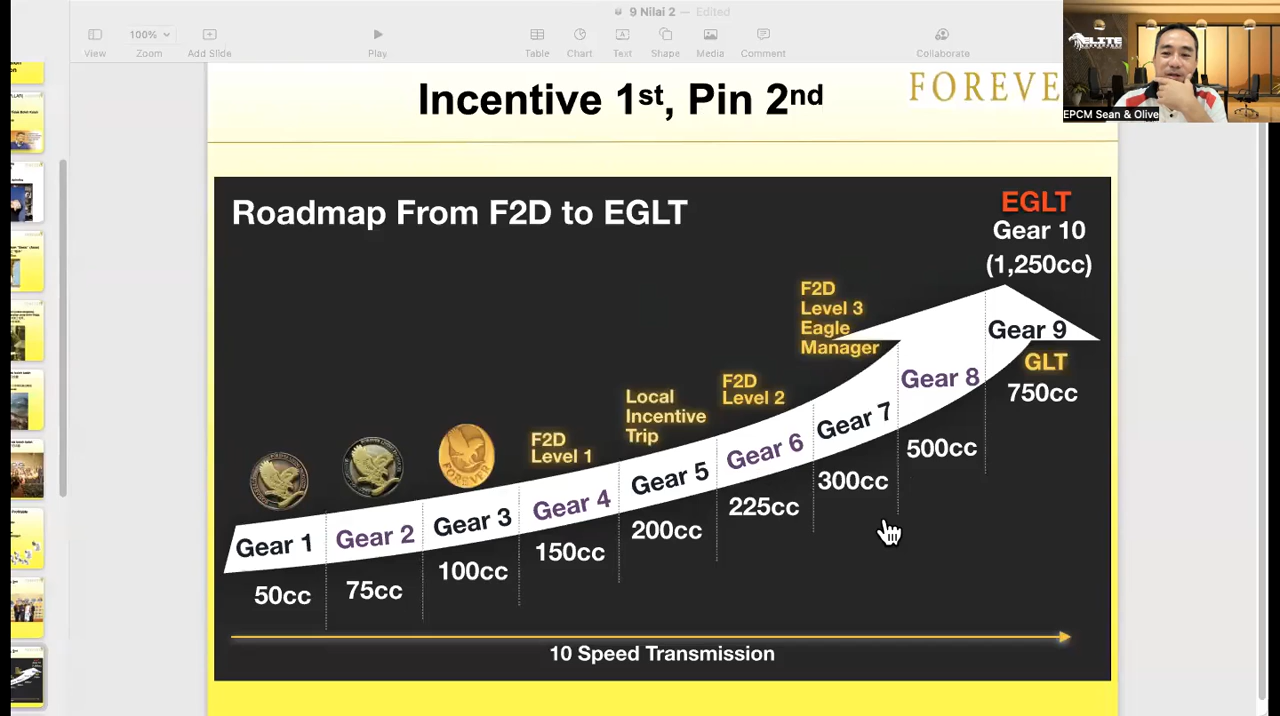 9 Nilai 2 — Edited
View
100%
Zoom
Add Slide
Play
Table
Chart
Text
Shape
Media
Comment
Collaborate
ELITE
EPCM Sean & Olive
Incentive 1st, Pin 2nd
FOREVE
Roadmap From F2D to EGLT
EGLT
Gear 10
(1,250cc)
F2D
Level 3
Eagle
Manager
Gear 9
GLT
750cc
Gear 8
500cc
F2D
Level 2
Local
Incentive
Trip
Gear 7
300cc
F2D
Level 1
Gear 6
225cc
Gear 5
200cc
FOREVER
Gear 4
150cc
Gear 3
100cc
Gear 2
75cc
Gear 1
50cc
10 Speed Transmission